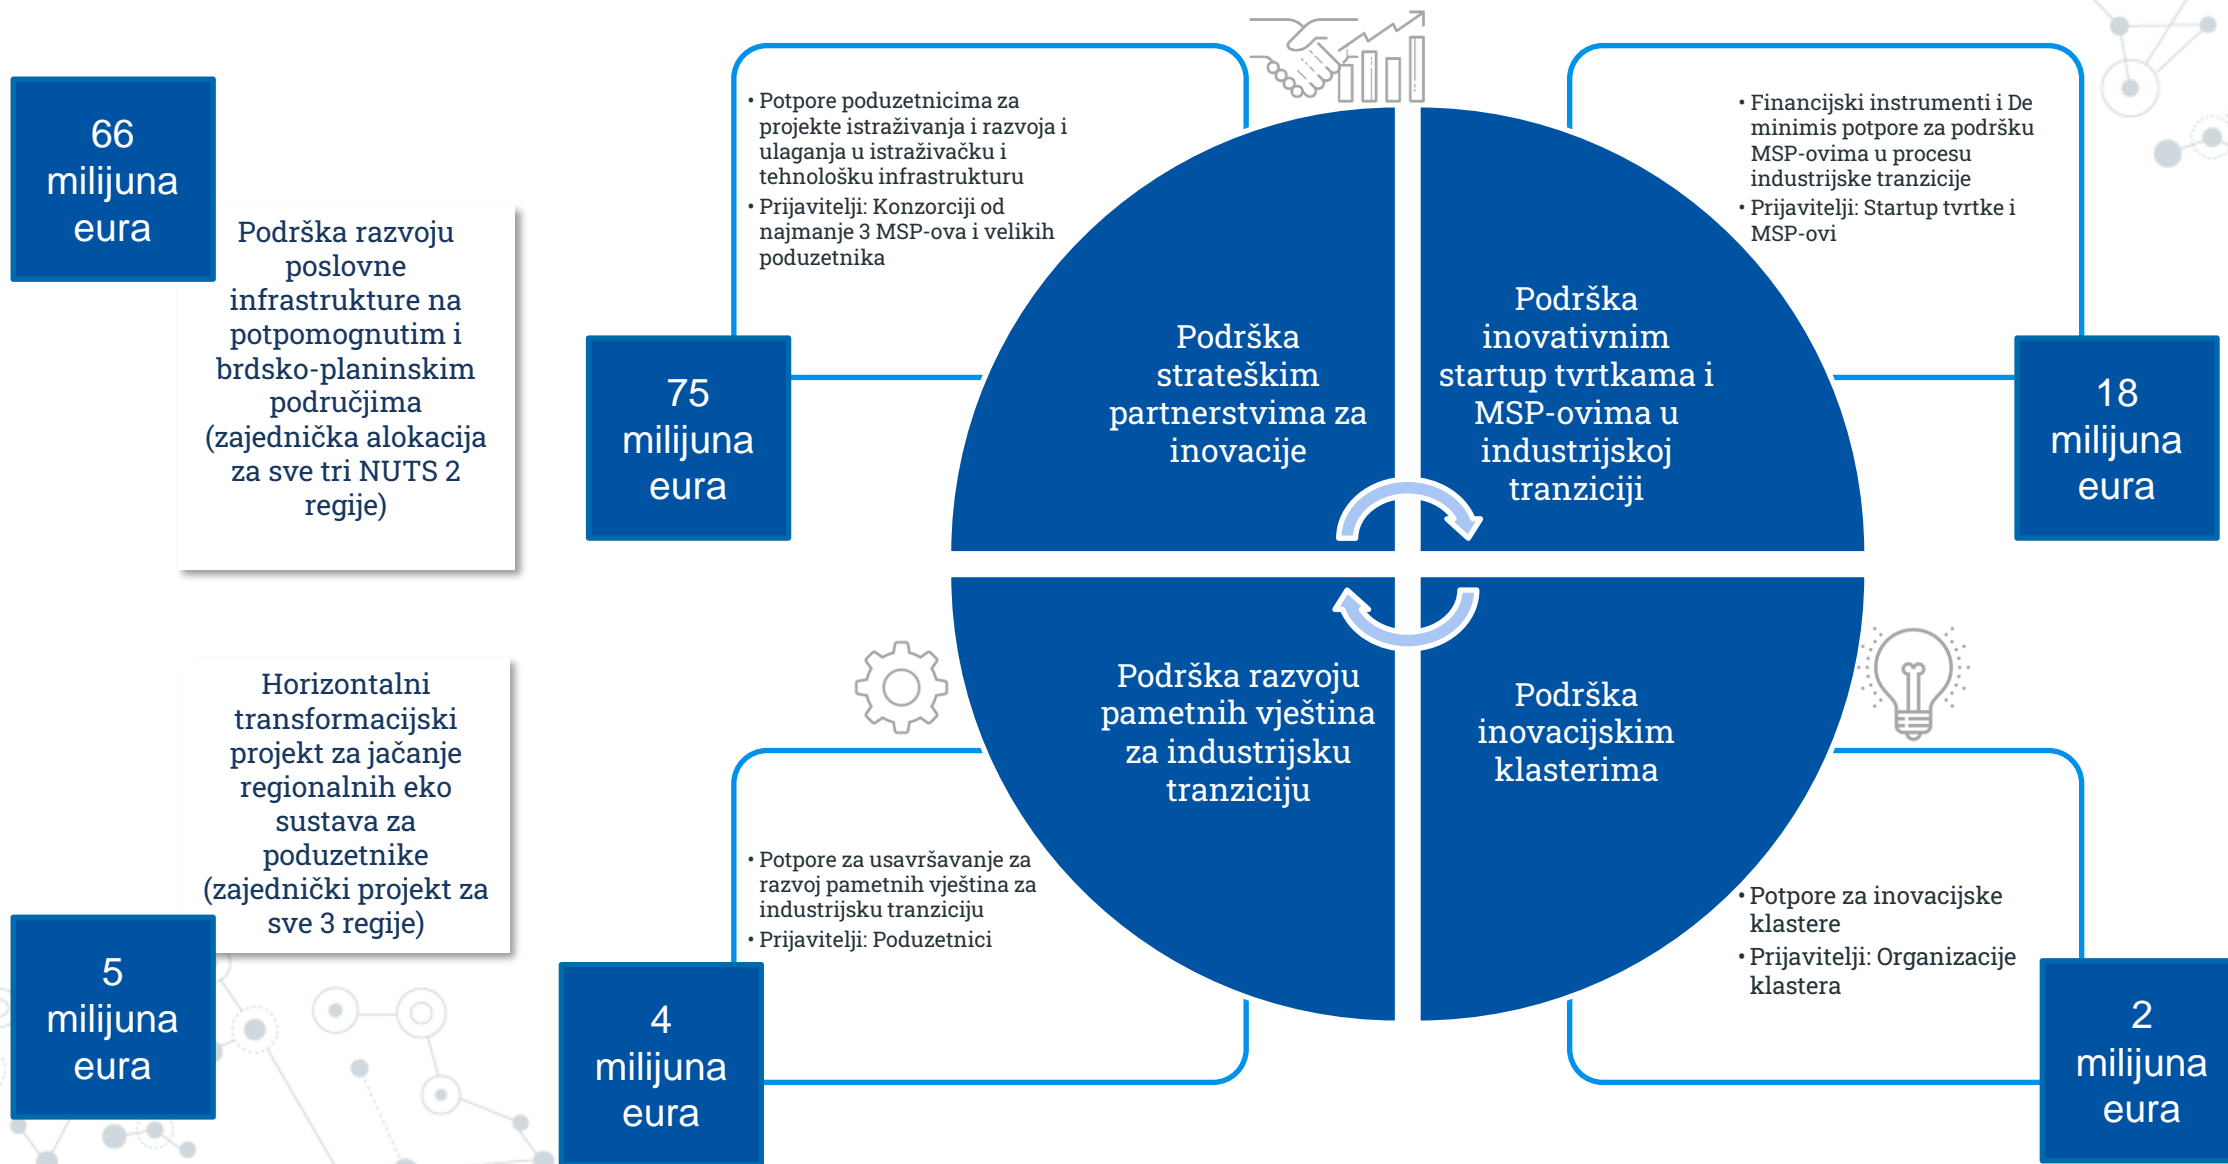 66
milijuna
eura
Podrška razvoju
poslovne
infrastrukture na
potpomognutim i
brdsko-planinskim
područjima
(zajednička alokacija
za sve tri NUTS 2
regije)
Horizontalni
transformacijski
projekt za jačanje
regionalnih eko
sustava za
poduzetnike
(zajednički projekt za
sve 3 regije)
5
milijuna
eura
• Potpore poduzetnicima za
projekte istraživanja i razvoja i
ulaganja u istraživačku i
tehnološku infrastrukturu
• Prijavitelji: Konzorciji od
najmanje 3 MSP-ova i velikih
poduzetnika
75
milijuna
eura
Podrška
strateškim
partnerstvima za
inovacije
Podrška
inovativnim
startup tvrtkama i
MSP-ovima u
industrijskoj
tranziciji
• Financijski instrumenti i De
minimis potpore za podršku
MSP-ovima u procesu
industrijske tranzicije
• Prijavitelji: Startup tvrtke i
MSP-ovi
18
milijuna
eura
Podrška razvoju
pametnih vještina
za industrijsku
tranziciju
• Potpore za usavršavanje za
razvoj pametnih vještina za
industrijsku tranziciju
• Prijavitelji: Poduzetnici
4
milijuna
eura
Podrška
inovacijskim
klasterima
• Potpore za inovacijske
klastere
• Prijavitelji: Organizacije
klastera
2
milijuna
eura